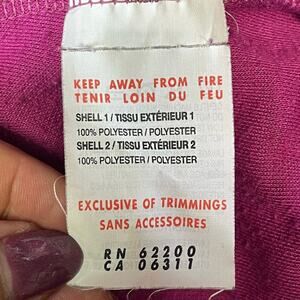 KEEP AWAY FROM FIRE
TENIR LOIN DU FEU
SHELL 1 / TISSU EXTÉRIEUR 1
100% POLYESTER / POLYESTER
SHELL 2 / TISSU EXTÉRIEUR 2
100% POLYESTER / POLYESTER
EXCLUSIVE OF TRIMMINGS
SANS ACCESSOIRES
RN 62200
CA 06311